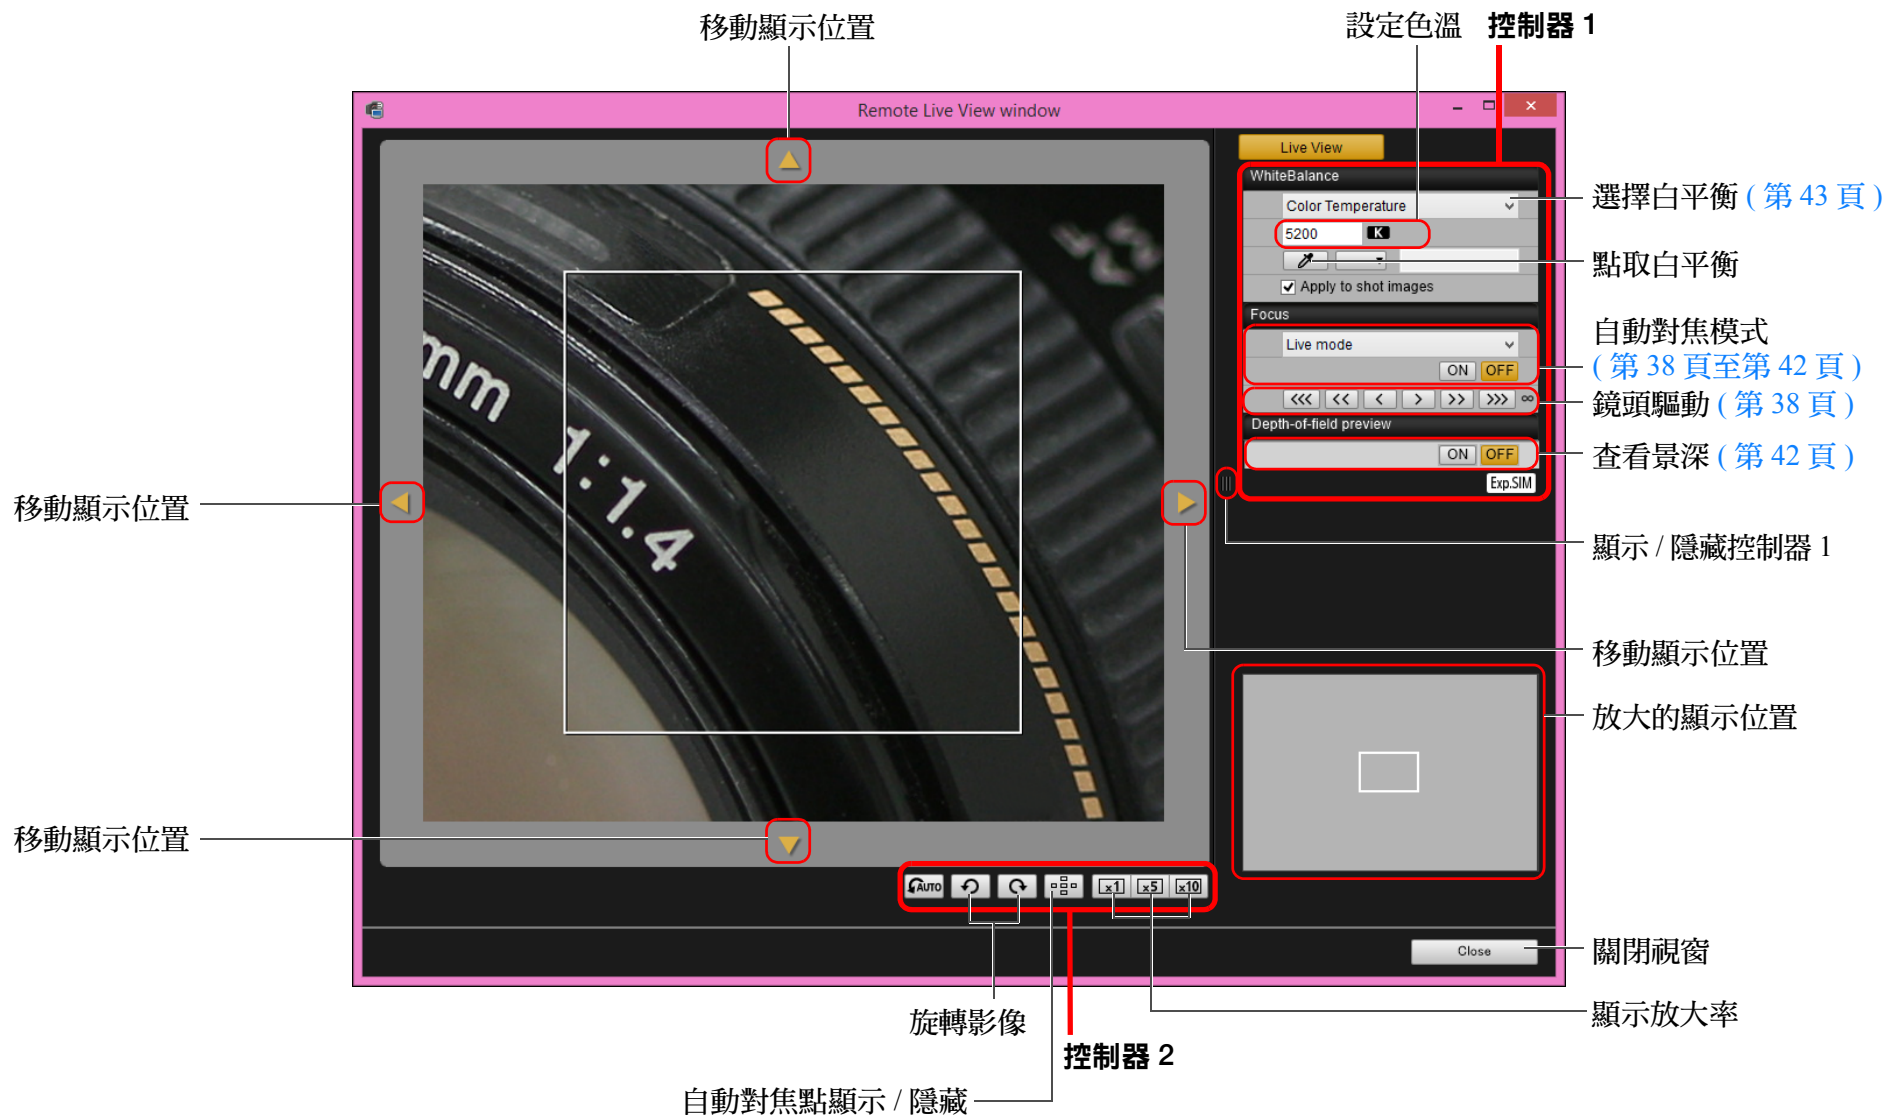 移動顯示位置
設定色溫 控制器 1
Remote Live View window
Live View
WhiteBalance
Color Temperature
選擇白平衡 ( 第 43 頁 )
5200 K
點取白平衡
Apply to shot images
Focus
自動對焦模式
Live mode
( 第 38 頁至第 42 頁 )
ON OFF
<<< << < > >> >>> ∞
鏡頭驅動 ( 第 38 頁 )
Depth-of-field preview
ON OFF
查看景深 ( 第 42 頁 )
Exp.SIM
mm 1:1.4
移動顯示位置
顯示 / 隱藏控制器 1
移動顯示位置
放大的顯示位置
移動顯示位置
AUTO x1 x5 x10
Close
關閉視窗
旋轉影像
顯示放大率
控制器 2
自動對焦點顯示 / 隱藏